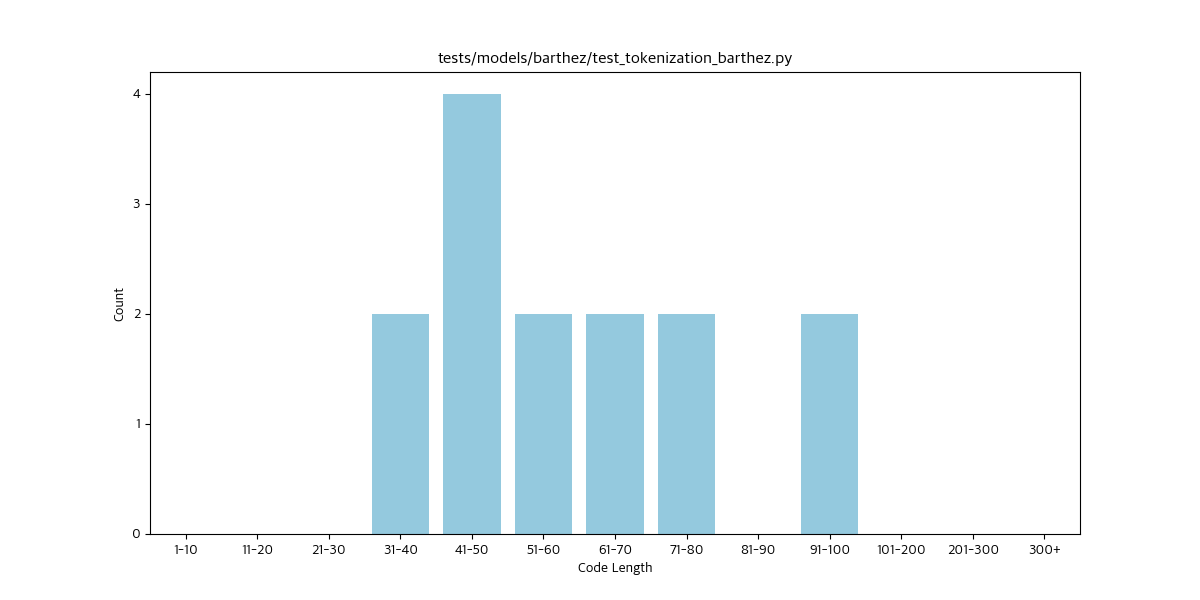 tests/models/barthez/test_tokenization_barthez.py
4
3
2
1
0
Count
1-10 11-20 21-30 31-40 41-50 51-60 61-70 71-80 81-90 91-100 101-200 201-300 300+
Code Length